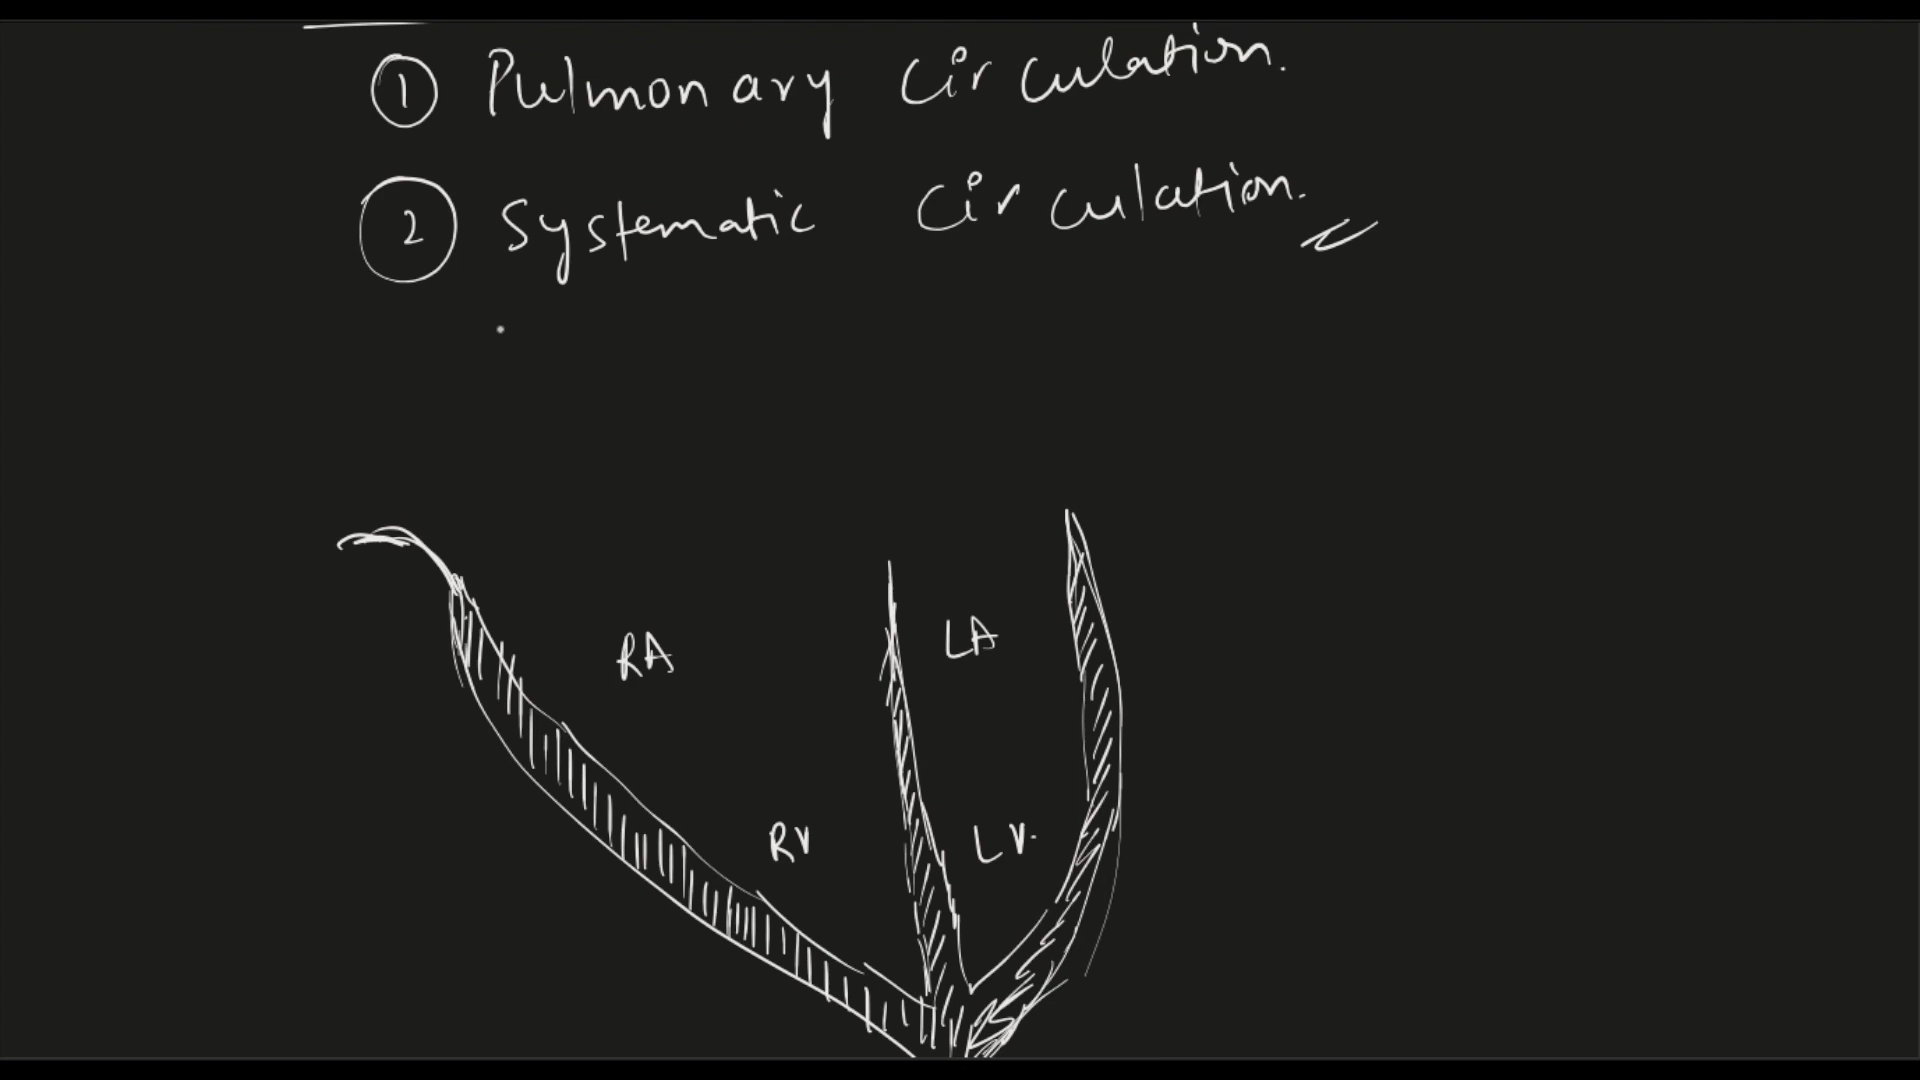 ① Pulmonary Circulation.
② Systematic Circulation.
RA LA
RV LV.